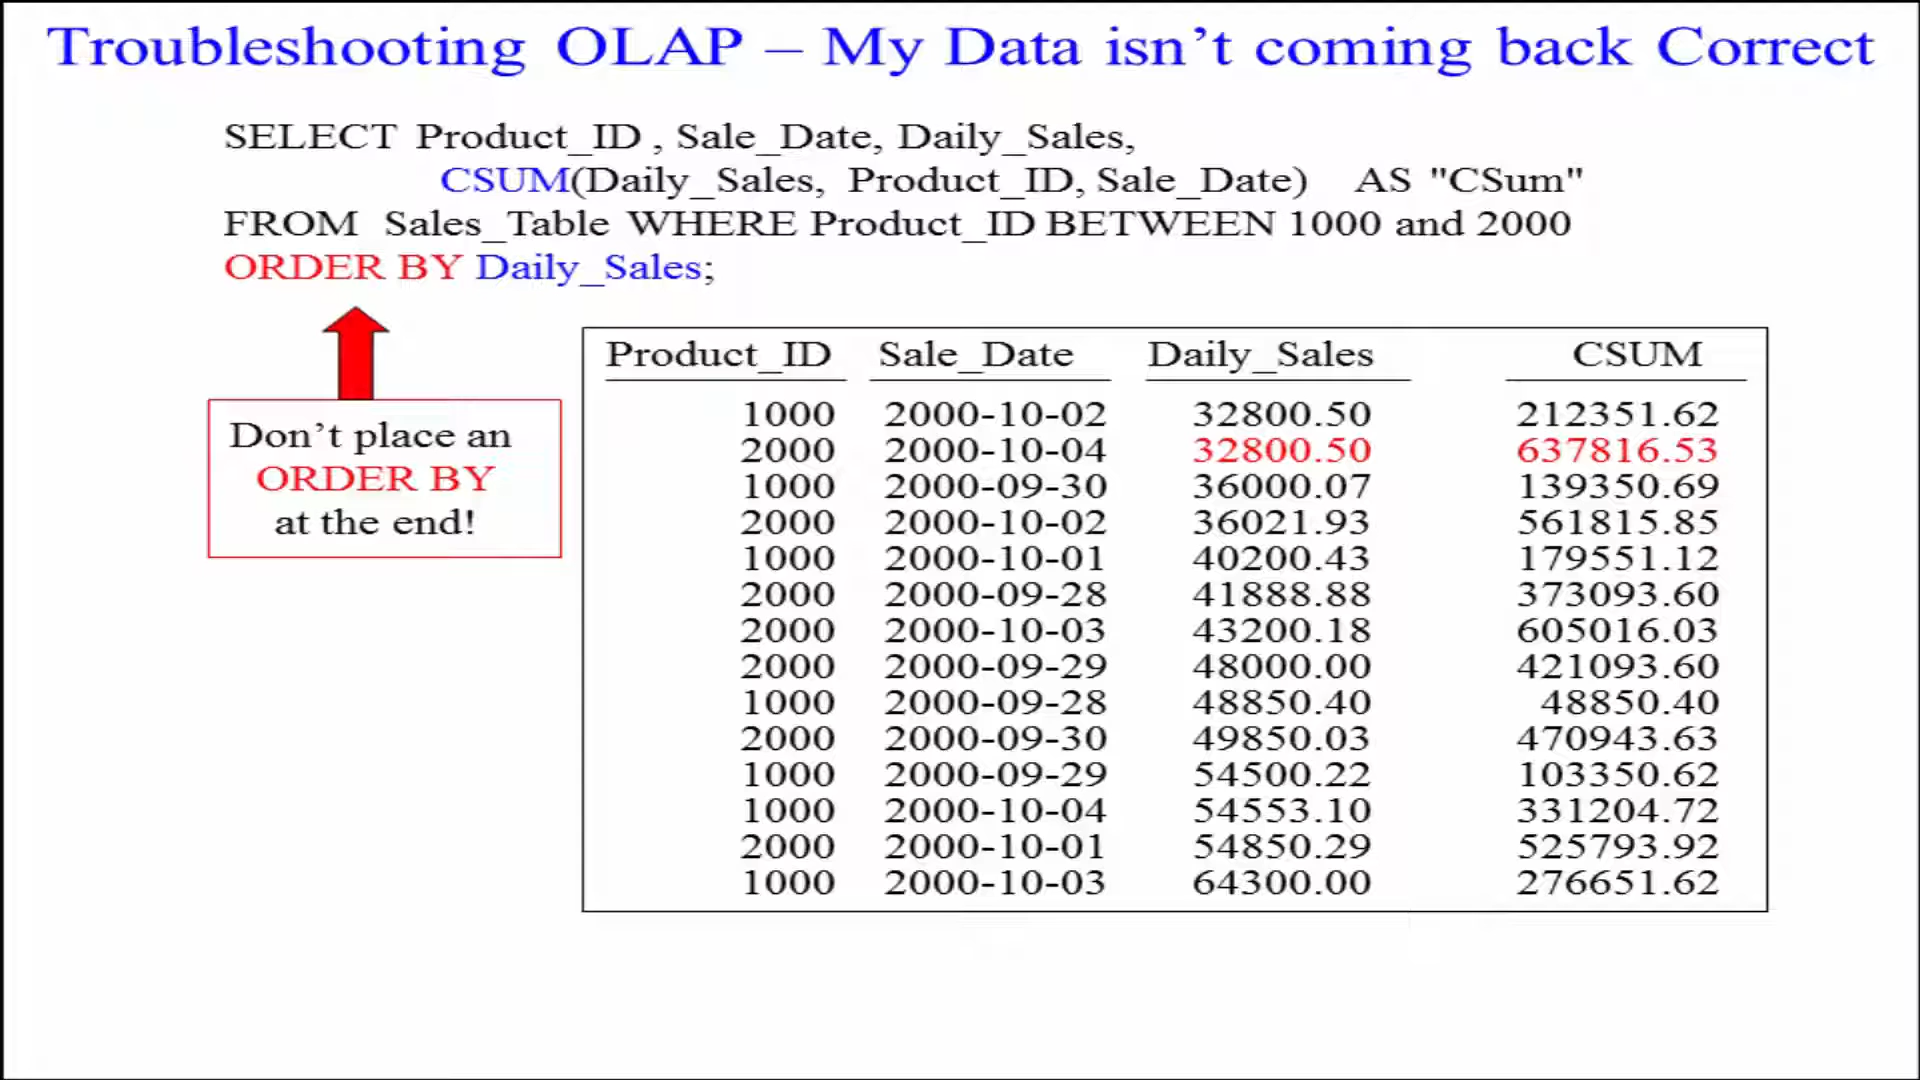 Troubleshooting OLAP – My Data isn’t coming back Correct
SELECT Product_ID , Sale_Date, Daily_Sales,
CSUM(Daily_Sales, Product_ID, Sale_Date) AS "CSum"
FROM Sales_Table WHERE Product_ID BETWEEN 1000 and 2000
ORDER BY Daily_Sales;
Don’t place an
ORDER BY
at the end!
Product_ID Sale_Date Daily_Sales CSUM
1000 2000-10-02 32800.50 212351.62
2000 2000-10-04 32800.50 637816.53
1000 2000-09-30 36000.07 139350.69
2000 2000-10-02 36021.93 561815.85
1000 2000-10-01 40200.43 179551.12
2000 2000-09-28 41888.88 373093.60
2000 2000-10-03 43200.18 605016.03
2000 2000-09-29 48000.00 421093.60
1000 2000-09-28 48850.40 48850.40
2000 2000-09-30 49850.03 470943.63
1000 2000-09-29 54500.22 103350.62
1000 2000-10-04 54553.10 331204.72
2000 2000-10-01 54850.29 525793.92
1000 2000-10-03 64300.00 276651.62